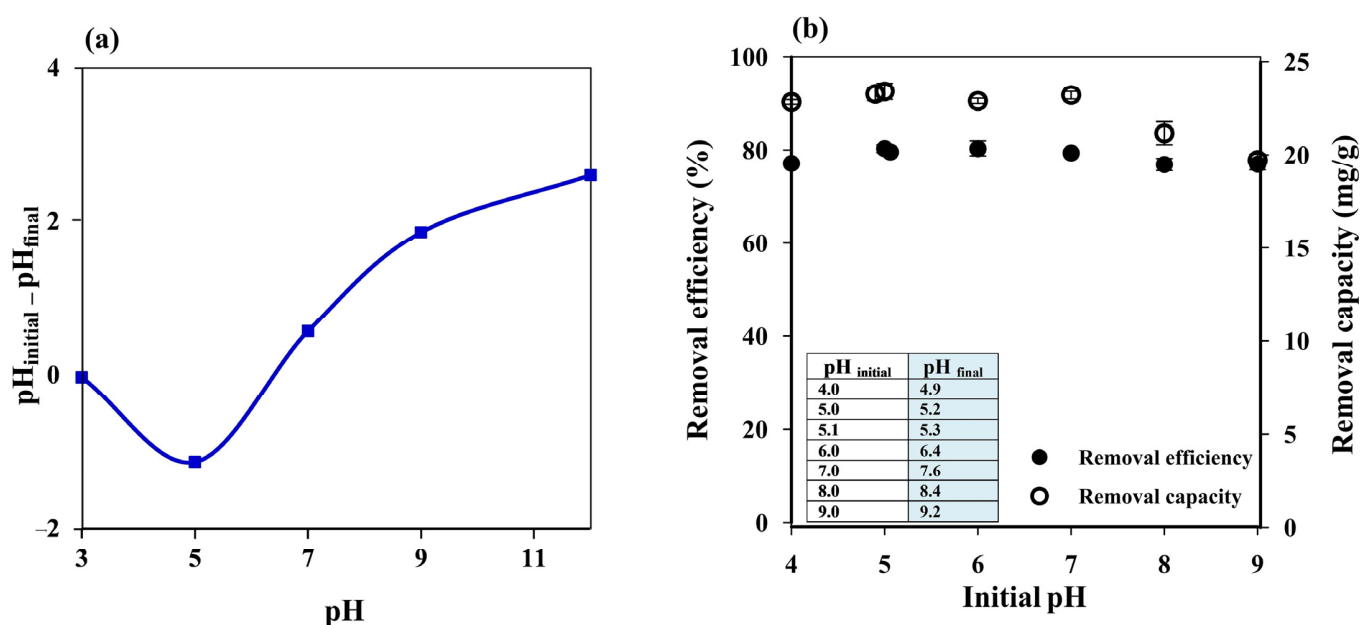 (a)
4
2
0
−2
3 5 7 9 11
pH
pHinitial – pHfinal
(b)
100
80
60
40
20
0
Removal efficiency (%)
25
20
15
10
5
0
Removal capacity (mg/g)
4 5 6 7 8 9
Initial pH
pH initial pH final
4.0 4.9
5.0 5.2
5.1 5.3
6.0 6.4
7.0 7.6
8.0 8.4
9.0 9.2
Removal efficiency
Removal capacity